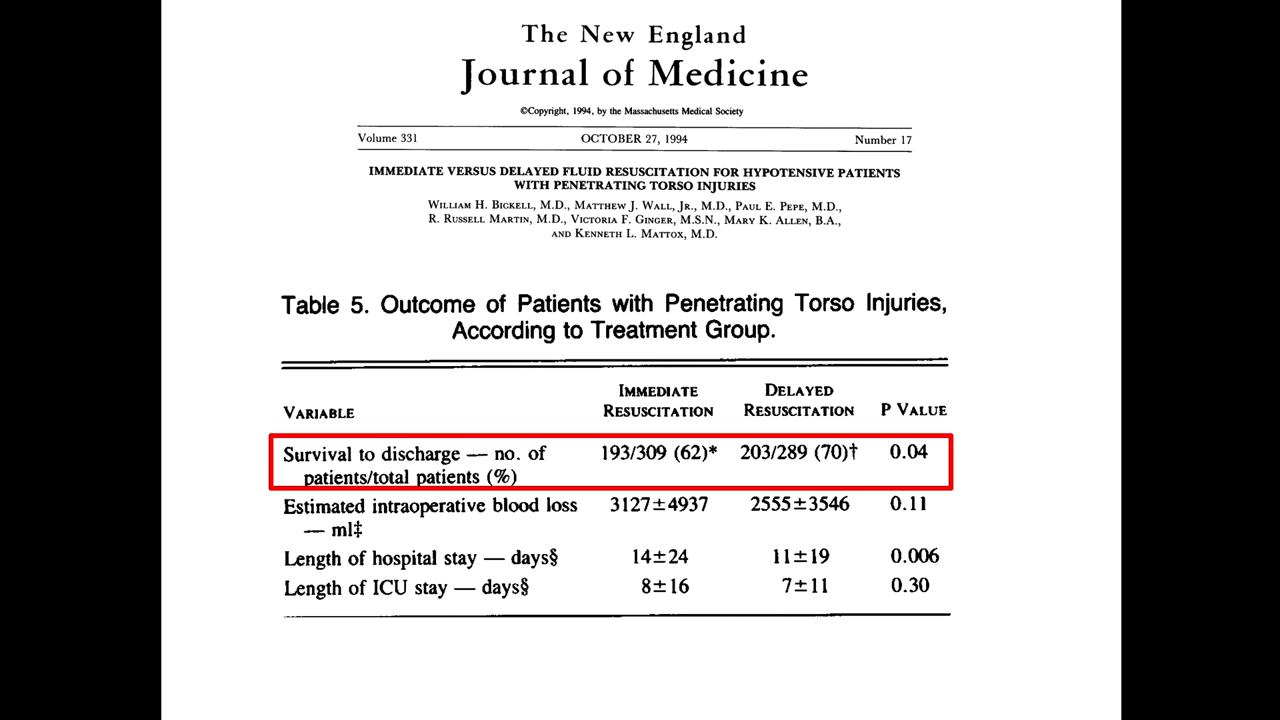 The New England
Journal of Medicine
©Copyright, 1994, by the Massachusetts Medical Society
Volume 331 OCTOBER 27, 1994 Number 17
IMMEDIATE VERSUS DELAYED FLUID RESUSCITATION FOR HYPOTENSIVE PATIENTS
WITH PENETRATING TORSO INJURIES
WILLIAM H. BICKELL, M.D., MATTHEW J. WALL, JR., M.D., PAUL E. PEPE, M.D.,
R. RUSSELL MARTIN, M.D., VICTORIA F. GINGER, M.S.N., MARY K. ALLEN, B.A.,
AND KENNETH L. MATTOX, M.D.
Table 5. Outcome of Patients with Penetrating Torso Injuries,
According to Treatment Group.
IMMEDIATE DELAYED
VARIABLE RESUSCITATION RESUSCITATION P VALUE
Survival to discharge — no. of 193/309 (62)* 203/289 (70)† 0.04
patients/total patients (%)
Estimated intraoperative blood loss 3127±4937 2555±3546 0.11
— ml‡
Length of hospital stay — days§ 14±24 11±19 0.006
Length of ICU stay — days§ 8±16 7±11 0.30